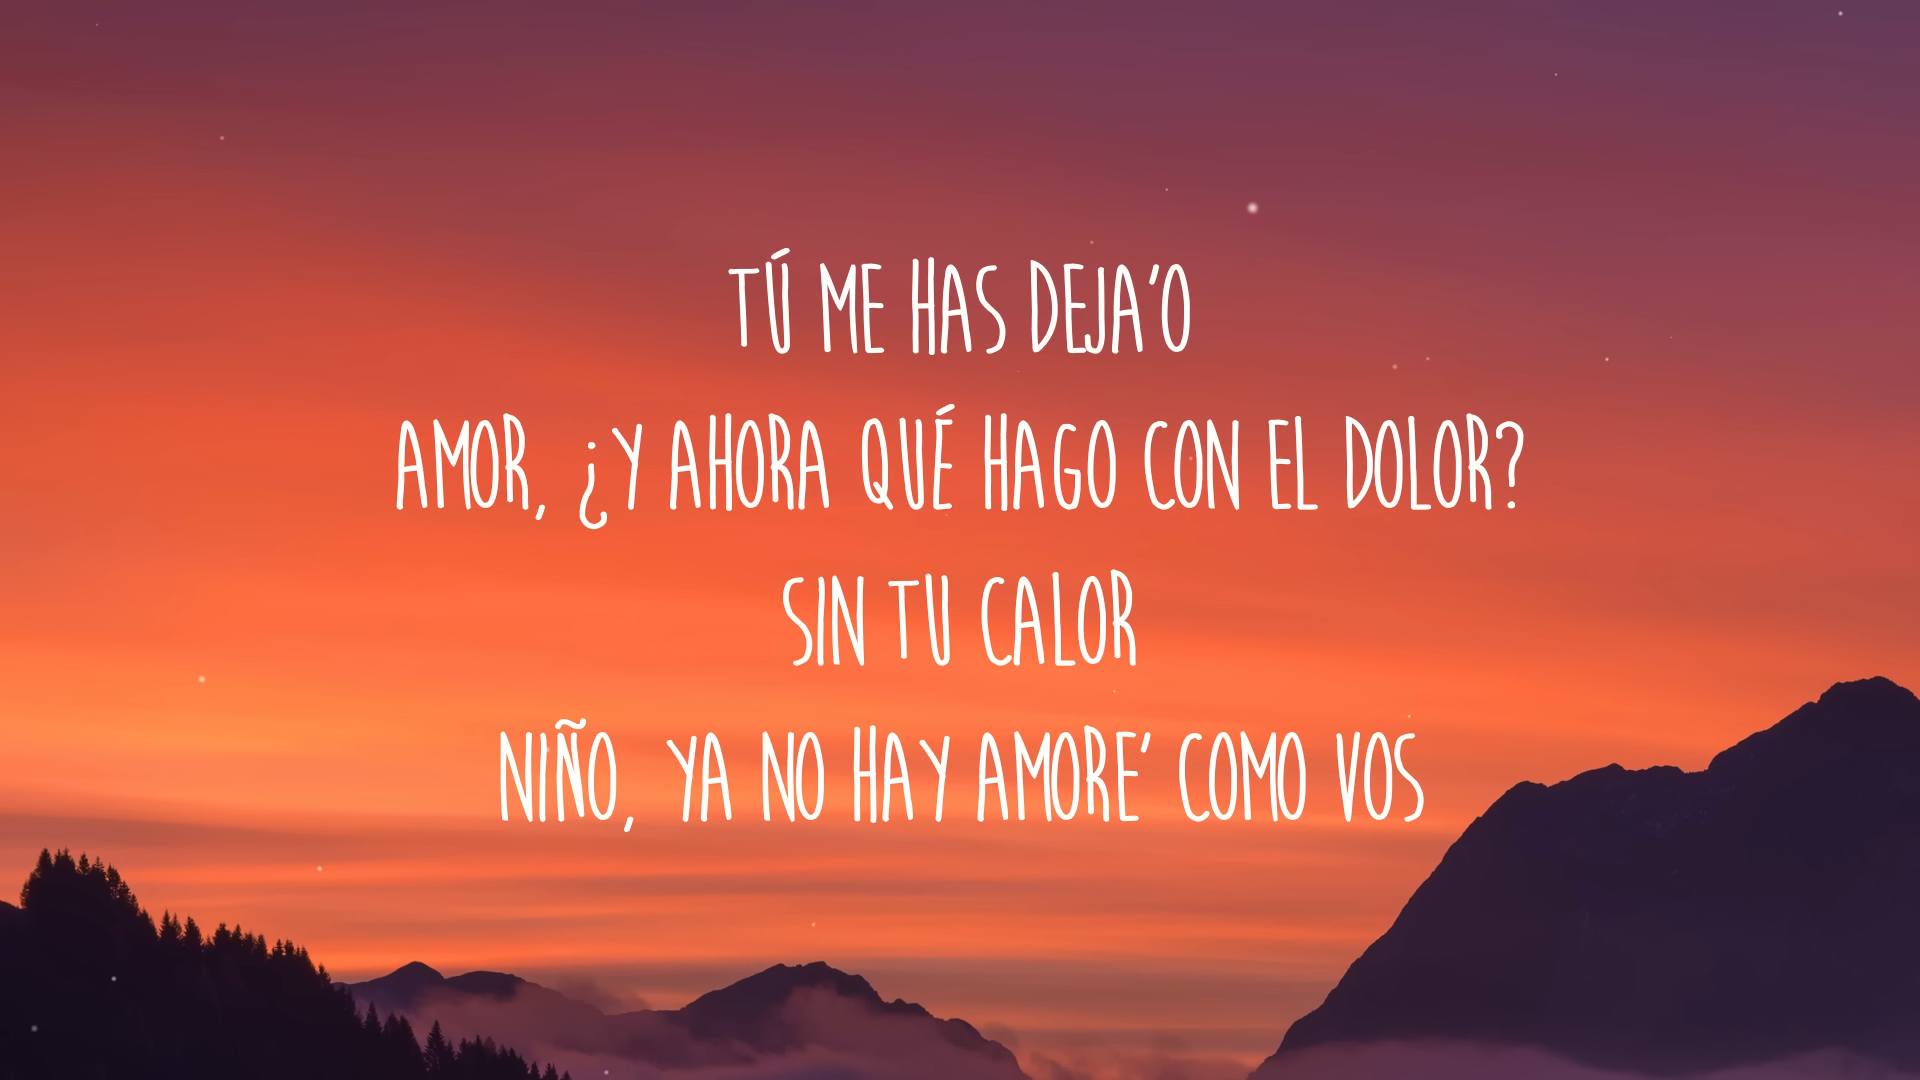 TÚ ME HAS DEJA'O
AMOR, ¿Y AHORA QUÉ HAGO CON EL DOLOR?
SIN TU CALOR
NIÑO, YA NO HAY AMORE' COMO VOS